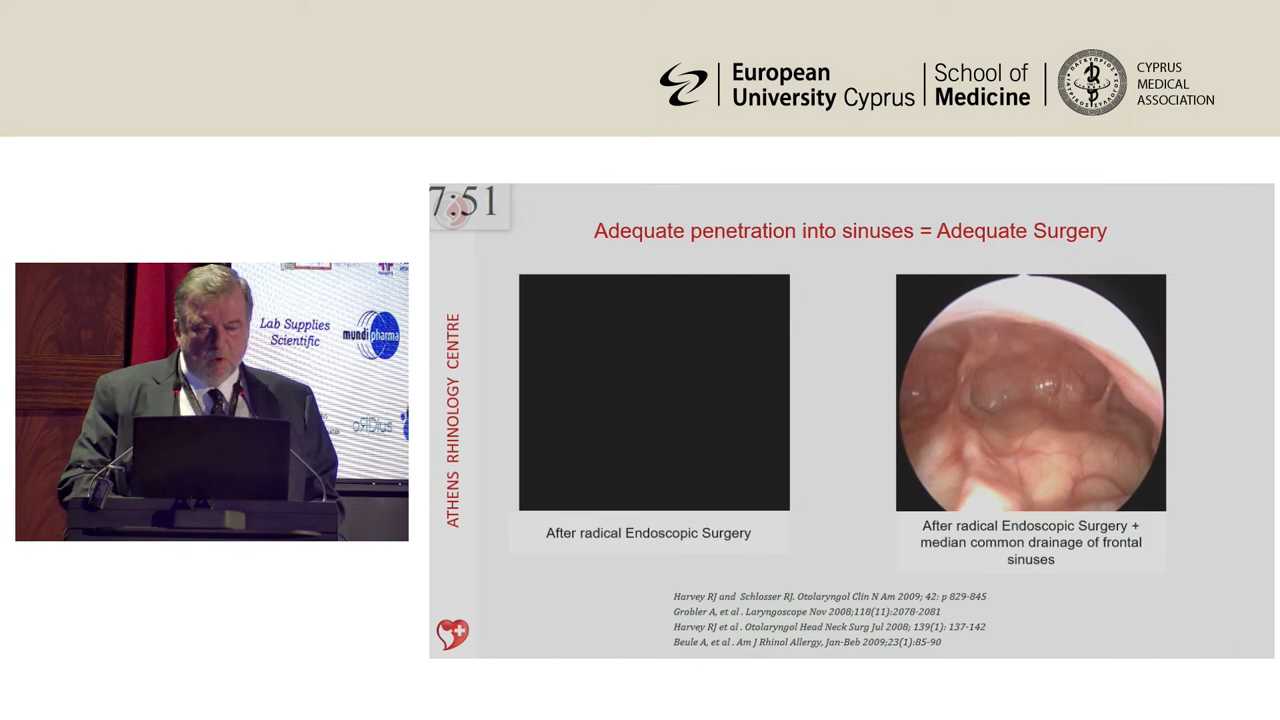 European
University Cyprus
School of
Medicine
CYPRUS
MEDICAL
ASSOCIATION
Lab Supplies
Scientific
mundipharma
7:51
Adequate penetration into sinuses = Adequate Surgery
ATHENS RHINOLOGY CENTRE
After radical Endoscopic Surgery
After radical Endoscopic Surgery +
median common drainage of frontal
sinuses
Harvey RJ and Schlosser RJ. Otolaryngol Clin N Am 2009; 42: p 829-845
Grobler A, et al . Laryngoscope Nov 2008;118(11):2078-2081
Harvey RJ et al . Otolaryngol Head Neck Surg Jul 2008; 139(1): 137-142
Beule A, et al . Am J Rhinol Allergy, Jan-Beb 2009;23(1):85-90